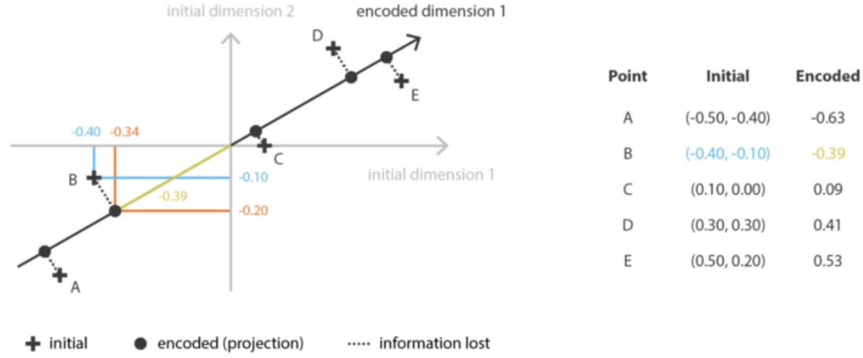 initial dimension 2
encoded dimension 1
D
E
-0.40 -0.34
C
initial dimension 1
B
-0.10
-0.39
-0.20
A
Point Initial Encoded
A (-0.50, -0.40) -0.63
B (-0.40, -0.10) -0.39
C (0.10, 0.00) 0.09
D (0.30, 0.30) 0.41
E (0.50, 0.20) 0.53
initial encoded (projection) information lost